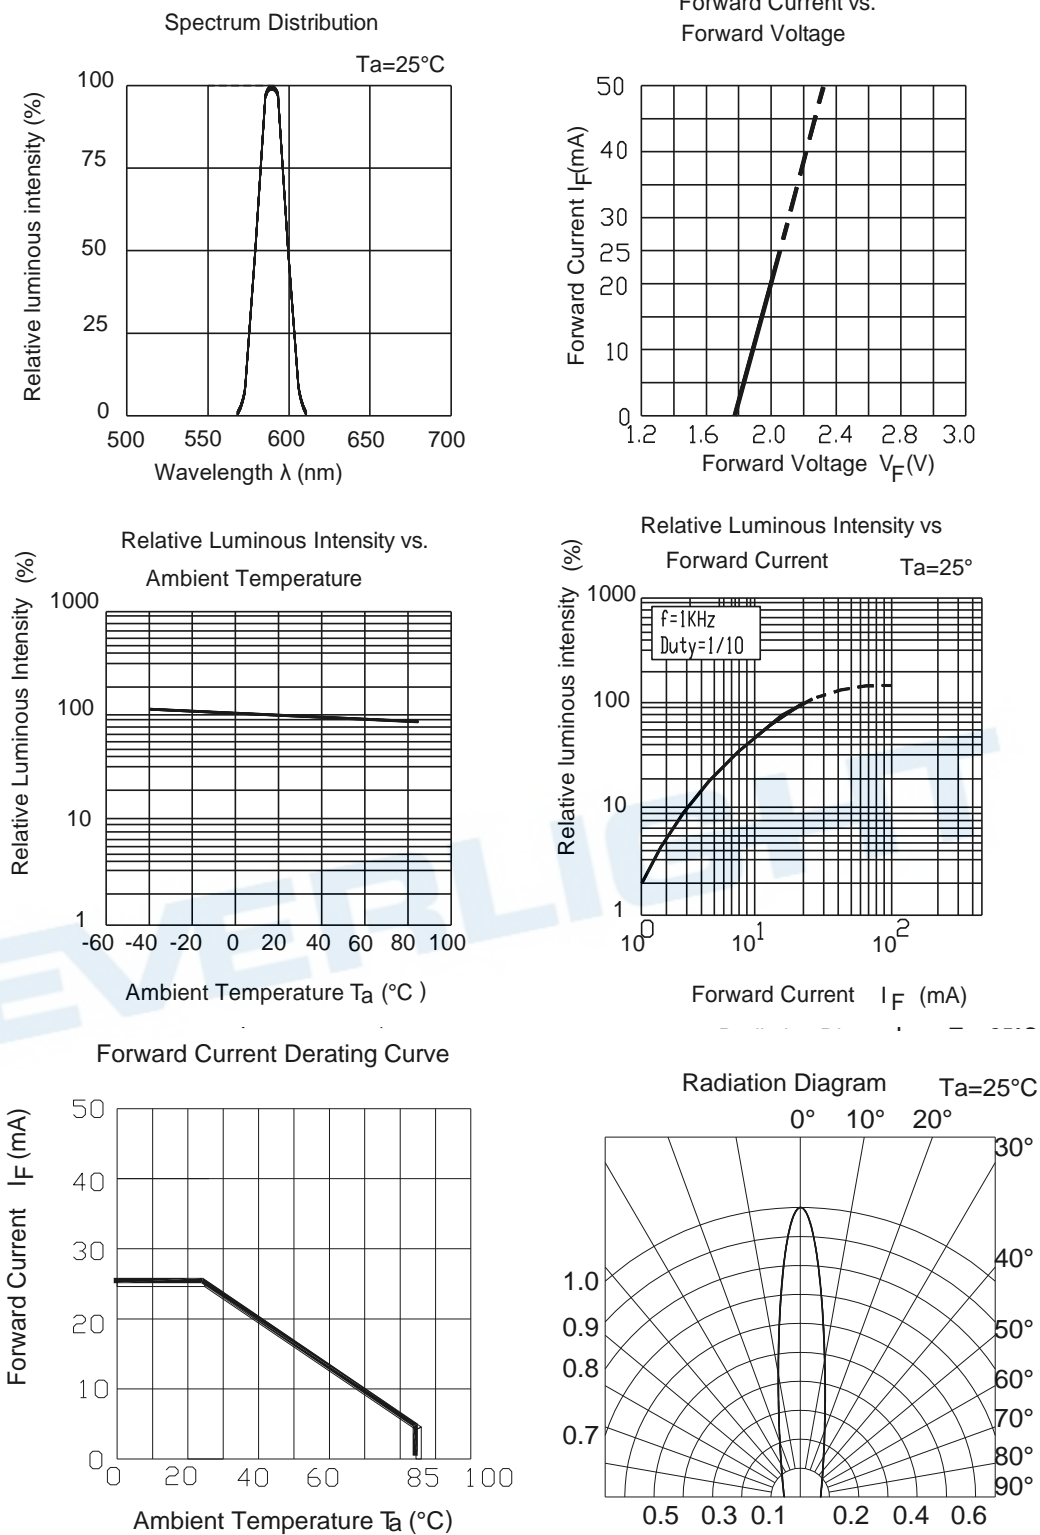 Spectrum Distribution
Ta=25°C
Relative luminous intensity (%)
100
75
50
25
0
500 550 600 650 700
Wavelength λ (nm)
Forward Current vs.
Forward Voltage
Forward Current IF(mA)
50
40
30
25
20
10
0
1.2 1.6 2.0 2.4 2.8 3.0
Forward Voltage VF(V)
Relative Luminous Intensity vs.
Ambient Temperature
Relative Luminous Intensity (%)
1000
100
10
1
-60 -40 -20 0 20 40 60 80 100
Ambient Temperature Ta (°C )
Relative Luminous Intensity vs
Forward Current
Ta=25°
Relative luminous intensity (%)
f=1KHz
Duty=1/10
1000
100
10
1
10^0 10^1 10^2
Forward Current IF (mA)
EVERLIGHT
Forward Current Derating Curve
Forward Current IF (mA)
50
40
30
20
10
0
0 20 40 60 85 100
Ambient Temperature Ta (°C)
Radiation Diagram
Ta=25°C
0° 10° 20°
30°
40°
50°
60°
70°
80°
90°
1.0
0.9
0.8
0.7
0.5 0.3 0.1 0.2 0.4 0.6